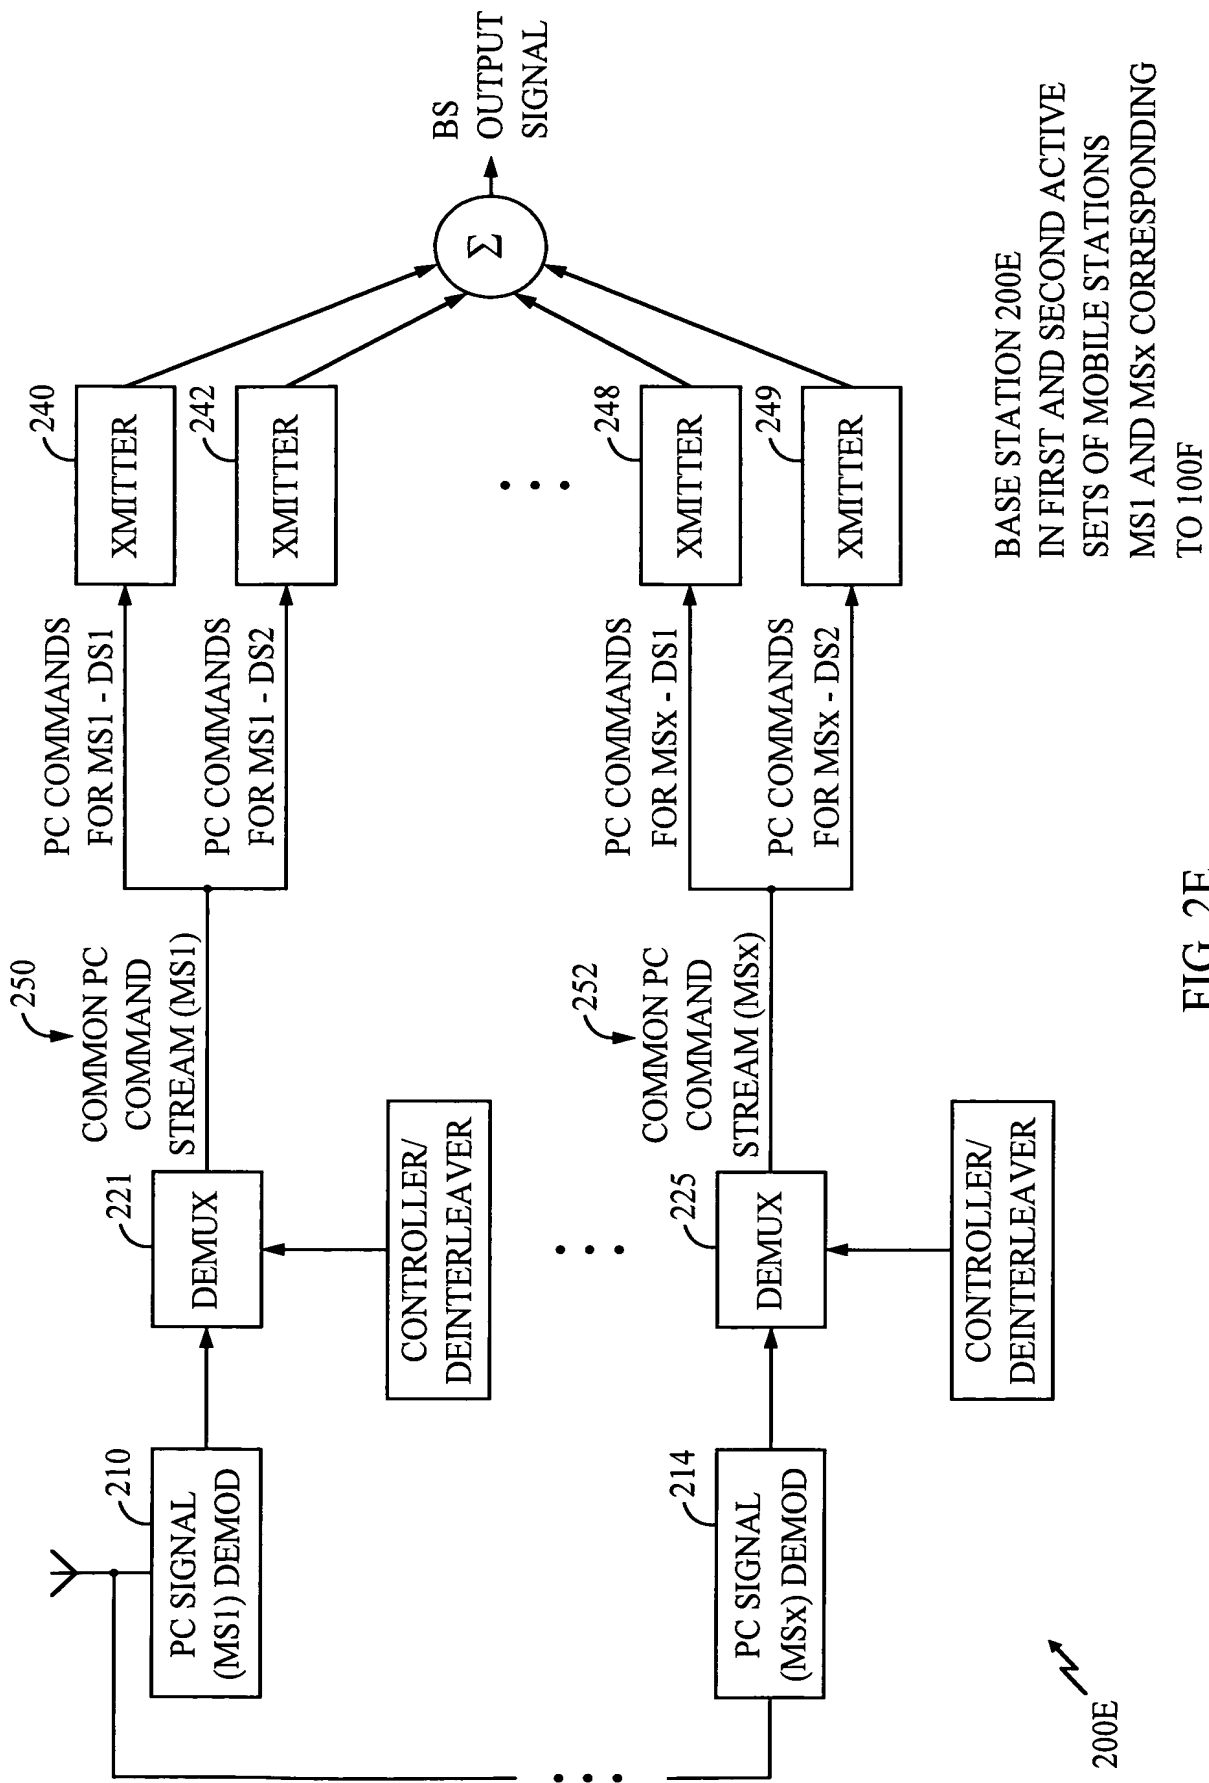 240
PC COMMANDS
FOR MS1 - DS1
XMITTER
250
COMMON PC
COMMAND
STREAM (MS1)
210
PC SIGNAL
(MS1) DEMOD
221
DEMUX
242
PC COMMANDS
FOR MS1 - DS2
XMITTER
CONTROLLER/
DEINTERLEAVER
Σ
BS
OUTPUT
SIGNAL
252
COMMON PC
COMMAND
STREAM (MSx)
248
PC COMMANDS
FOR MSx - DS1
XMITTER
214
PC SIGNAL
(MSx) DEMOD
225
DEMUX
249
PC COMMANDS
FOR MSx - DS2
XMITTER
CONTROLLER/
DEINTERLEAVER
BASE STATION 200E
IN FIRST AND SECOND ACTIVE
SETS OF MOBILE STATIONS
MS1 AND MSx CORRESPONDING
TO 100F
200E
FIG. 2E